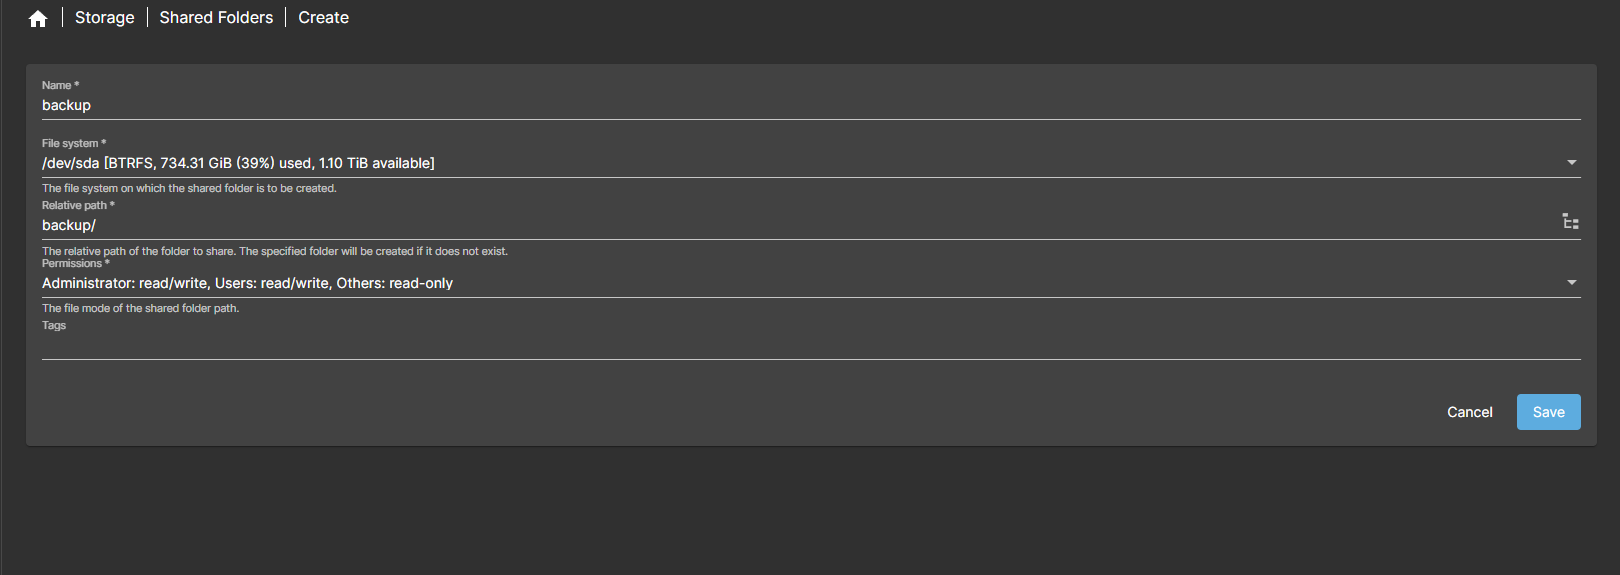 Storage | Shared Folders | Create
Name *
backup
File system *
/dev/sda [BTRFS, 734.31 GiB (39%) used, 1.10 TiB available]
The file system on which the shared folder is to be created.
Relative path *
backup/
The relative path of the folder to share. The specified folder will be created if it does not exist.
Permissions *
Administrator: read/write, Users: read/write, Others: read-only
The file mode of the shared folder path.
Tags
Cancel Save